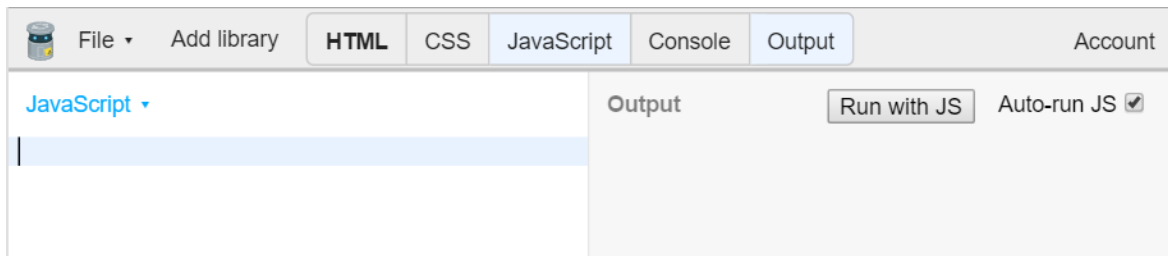 File Add library HTML CSS JavaScript Console Output Account
JavaScript Output Run with JS Auto-run JS